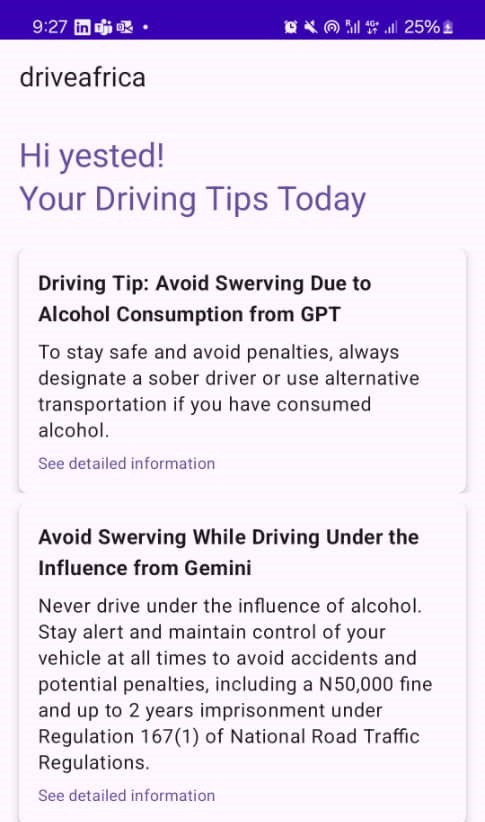 9:27 25%
driveafrica
Hi yested!
Your Driving Tips Today
Driving Tip: Avoid Swerving Due to
Alcohol Consumption from GPT
To stay safe and avoid penalties, always
designate a sober driver or use alternative
transportation if you have consumed
alcohol.
See detailed information
Avoid Swerving While Driving Under the
Influence from Gemini
Never drive under the influence of alcohol.
Stay alert and maintain control of your
vehicle at all times to avoid accidents and
potential penalties, including a N50,000 fine
and up to 2 years imprisonment under
Regulation 167(1) of National Road Traffic
Regulations.
See detailed information